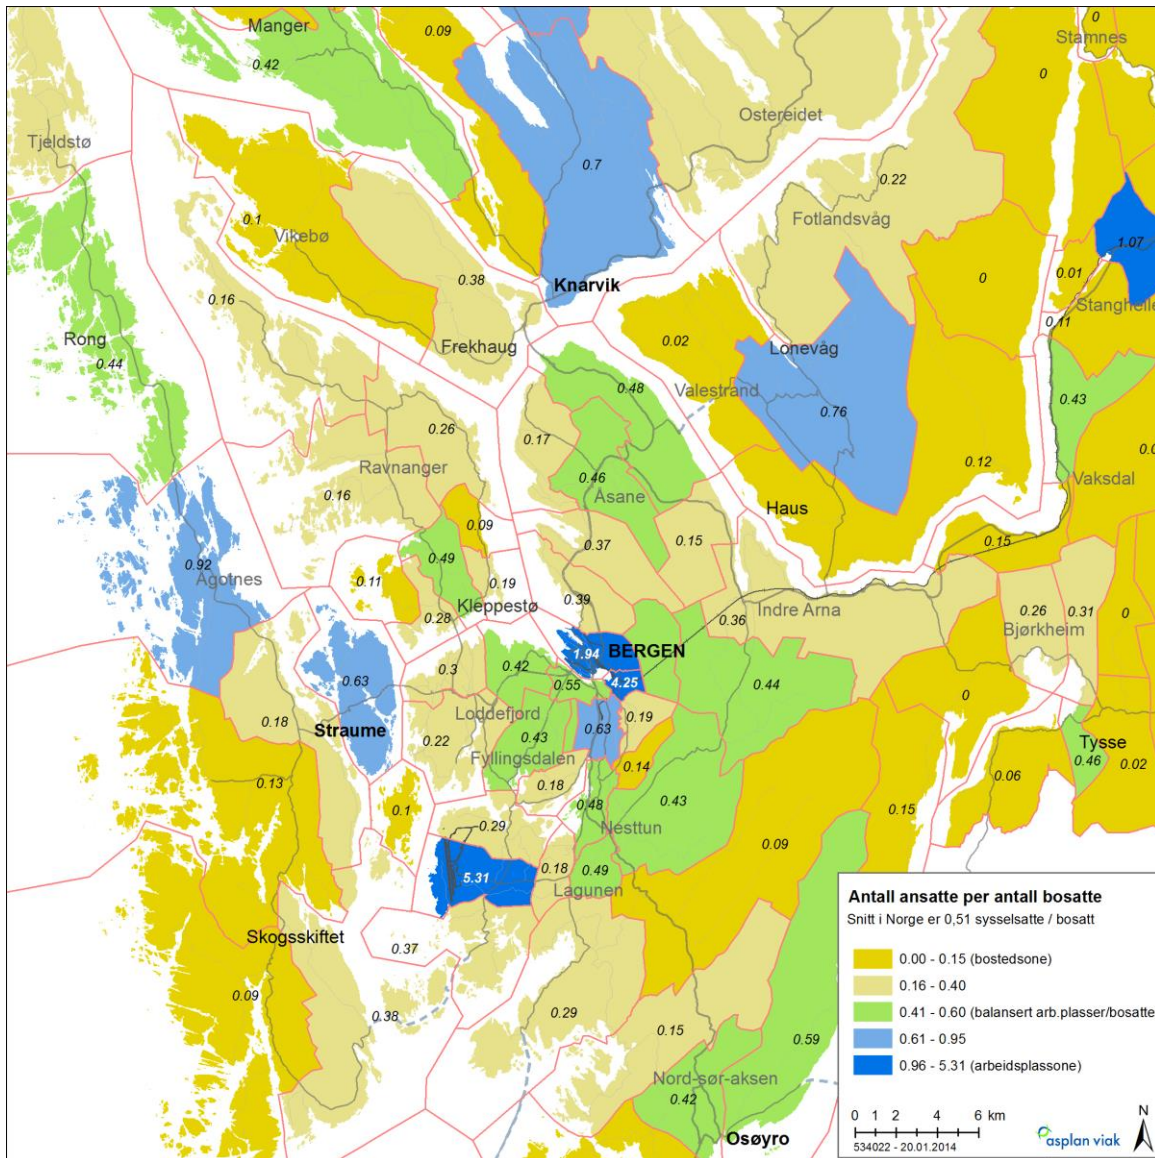 Manger
0.42
0.09
0
Stamnes
0
Ostereidet
Tjeldstø
0.7
0.22
Fotlandsvåg
1.07
0.1
Vikebø
0.38
0
0.01
Knarvik
0.16
Stanghelle
0.11
Rong
0.44
Frekhaug
0.02
Lonevåg
0.48
Valestrand
0.43
0.76
0.26
0.17
Ravnanger
0.12
0.46
Åsane
Vaksdal
0.16
Haus
0.09
0.15
0.37
0.15
0.49
0.92
Ågotnes
0.11
0.19
Kleppestø
0.39
0.28
Indre Arna
0.36
0.26
0.31
0
Bjørkheim
1.94
BERGEN
0.42
0.3
0.63
0.55
4.25
0.44
0
0.18
Straume
Loddefjord
0.19
0.22
0.43
0.63
Fyllingsdalen
Tysse
0.46
0.02
0.13
0.14
0.18
0.06
0.1
0.48
0.43
0.15
0.29
Nesttun
0.09
5.31
0.18
0.49
Lagunen
Skogsskiftet
0.37
0.09
0.38
0.29
0.15
0.59
Nord-sør-aksen
0.42
Osøyro
Antall ansatte per antall bosatte
Snitt i Norge er 0,51 sysselsatte / bosatt
0.00 - 0.15 (bostedsone)
0.16 - 0.40
0.41 - 0.60 (balansert arb.plasser/bosatte
0.61 - 0.95
0.96 - 5.31 (arbeidsplassone)
0 1 2 4 6 km
N
534022 - 20.01.2014
asplan viak